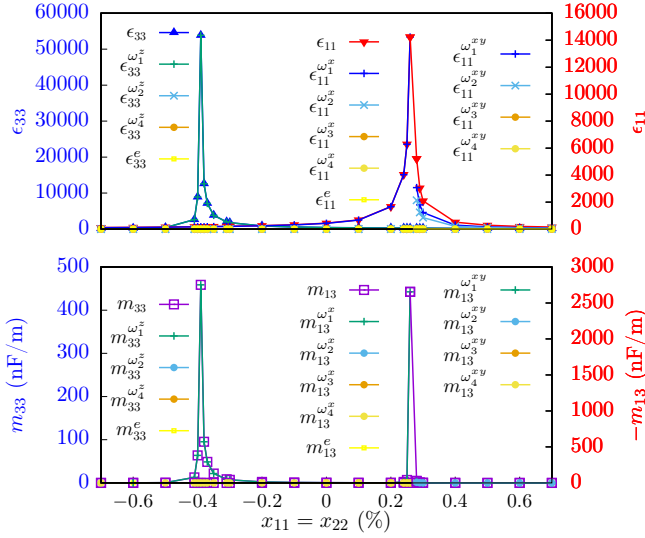 60000
50000
40000
30000
20000
10000
0
ϵ33
ϵ33
ϵ33^{ω1^z}
ϵ33^{ω2^z}
ϵ33^{ω4^z}
ϵ33^e
ϵ11
ϵ11^{ω1^x}
ϵ11^{ω2^x}
ϵ11^{ω3^x}
ϵ11^{ω4^x}
ϵ11^e
ϵ11^{ω1^{xy}}
ϵ11^{ω2^{xy}}
ϵ11^{ω3^{xy}}
ϵ11^{ω4^{xy}}
16000
14000
12000
10000
8000
6000
4000
2000
0
ϵ11
500
400
300
200
100
0
m33 (nF/m)
m33
m33^{ω1^z}
m33^{ω2^z}
m33^{ω4^z}
m33^e
m13
m13^{ω1^x}
m13^{ω2^x}
m13^{ω3^x}
m13^{ω4^x}
m13^e
m13^{ω1^{xy}}
m13^{ω2^{xy}}
m13^{ω3^{xy}}
m13^{ω4^{xy}}
3000
2500
2000
1500
1000
500
0
−m13 (nF/m)
−0.6 −0.4 −0.2 0 0.2 0.4 0.6
x11 = x22 (%)